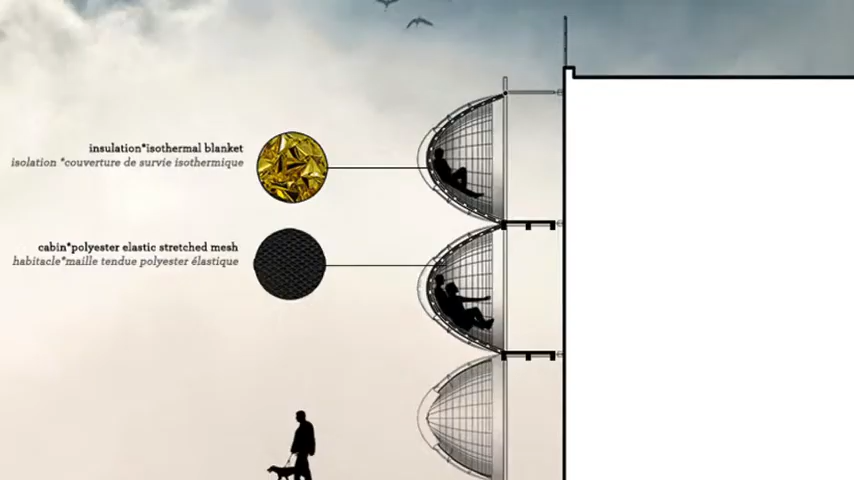 insulation*isothermal blanket
isolation *couverture de survie isothermique
cabin*polyester elastic stretched mesh
habitacle*maille tendue polyester élastique